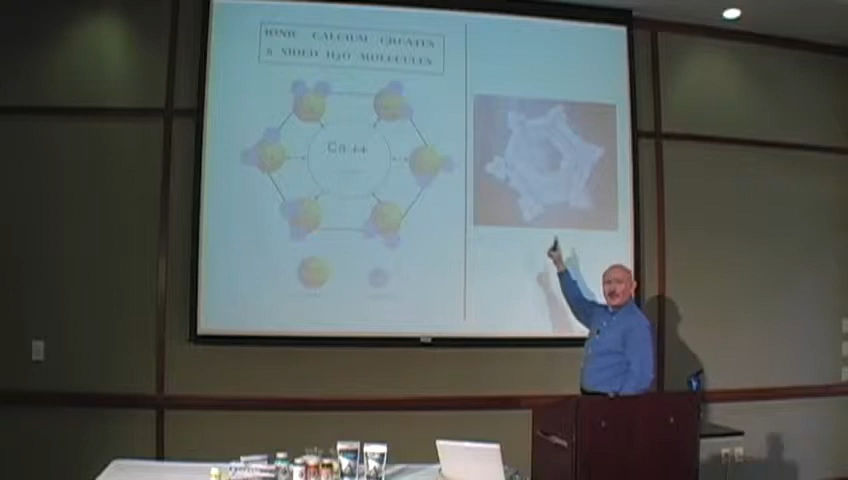 IONIC CALCIUM CREATES
6 SIDED H2O MOLECULES
Ca++